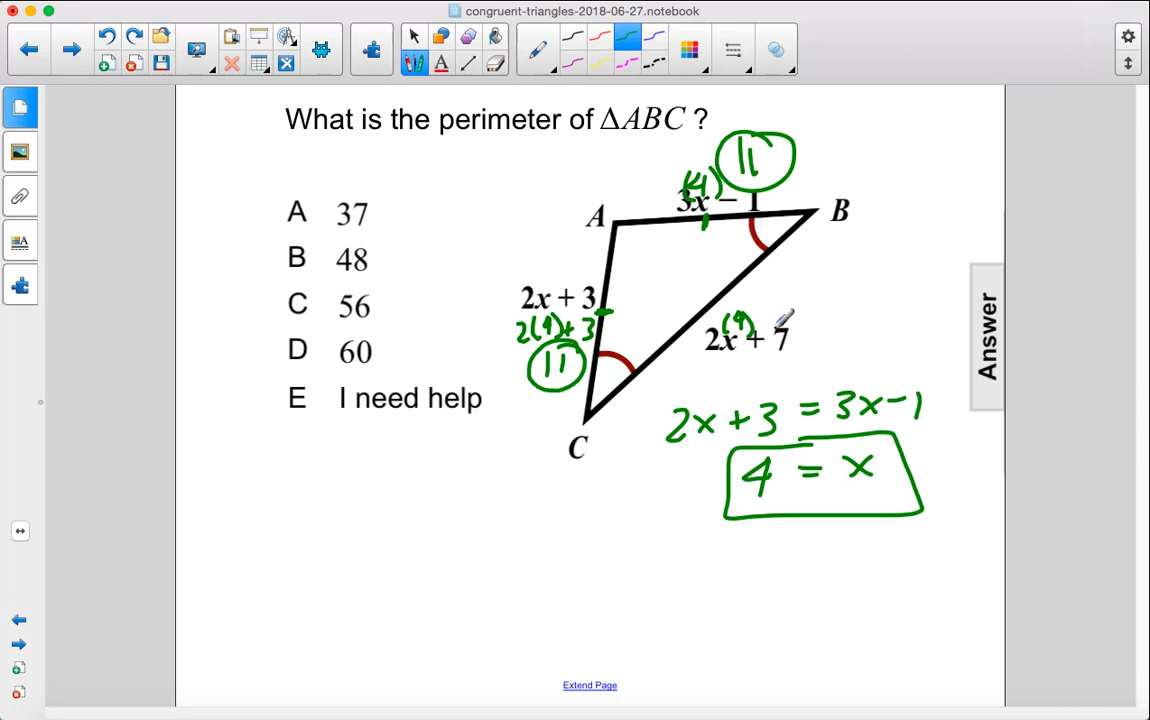 congruent-triangles-2018-06-27.notebook
What is the perimeter of ΔABC ?
A 37
B 48
C 56
D 60
E I need help
11
(4)
3x − 1
A
B
2x + 3
2(4)+3
11
(4)
2x + 7
C
2x + 3 = 3x − 1
4 = x
Answer
Extend Page